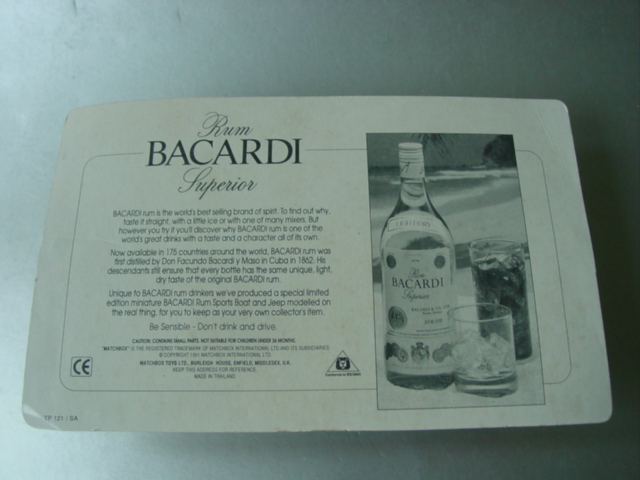 Rum
BACARDI
Superior
BACARDI rum is the world's best selling brand of spirit. To find out why,
taste it straight, with a little ice or with one of many mixers. But
however you try it you'll discover why BACARDI rum is one of the
world's great drinks with a taste and a character all of its own.
Now available in 175 countries around the world, BACARDI rum was
first distilled by Don Facundo Bacardi y Maso in Cuba in 1862. His
descendants still ensure that every bottle has the same unique, light,
dry taste of the original BACARDI rum.
Unique to BACARDI rum drinkers we've produced a special limited
edition miniature BACARDI Rum Sports Boat and Jeep modelled on
the real thing, for you to keep as your very own collector's item.
Be Sensible - Don't drink and drive.
CAUTION: CONTAINS SMALL PARTS. NOT SUITABLE FOR CHILDREN UNDER 36 MONTHS.
"MATCHBOX" IS THE REGISTERED TRADEMARK OF MATCHBOX INTERNATIONAL LTD AND ITS SUBSIDIARIES.
© COPYRIGHT 1991 MATCHBOX INTERNATIONAL LTD.
MATCHBOX TOYS LTD., BURLEIGH HOUSE, ENFIELD, MIDDLESEX, U.K.
KEEP THIS ADDRESS FOR REFERENCE.
MADE IN THAILAND
CE
TP 121 / SA
Rum
BACARDI
Superior